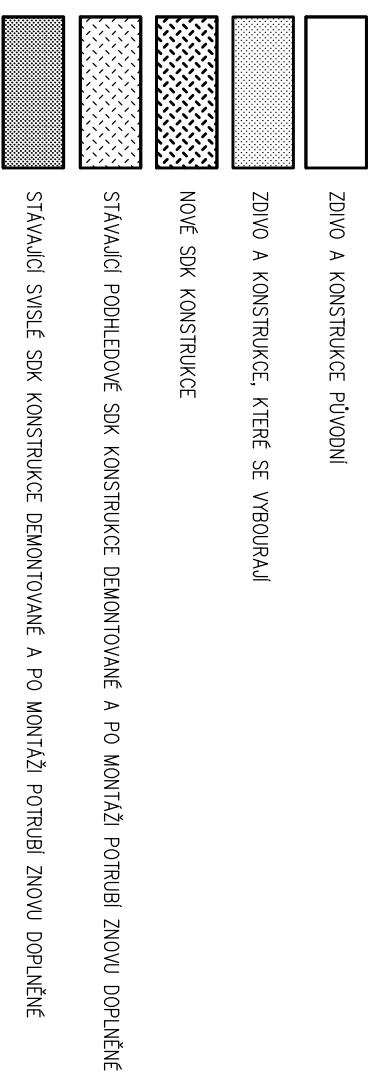 ZDIVO A KONSTRUKCE PŮVODNÍ
ZDIVO A KONSTRUKCE, KTERÉ SE VYBOURAJÍ
NOVÉ SDK KONSTRUKCE
STÁVAJÍCÍ PODHLEDOVÉ SDK KONSTRUKCE DEMONTOVANÉ A PO MONTÁŽI POTRUBÍ ZNOVU DOPLNĚNÉ
STÁVAJÍCÍ SVISLÉ SDK KONSTRUKCE DEMONTOVANÉ A PO MONTÁŽI POTRUBÍ ZNOVU DOPLNĚNÉ